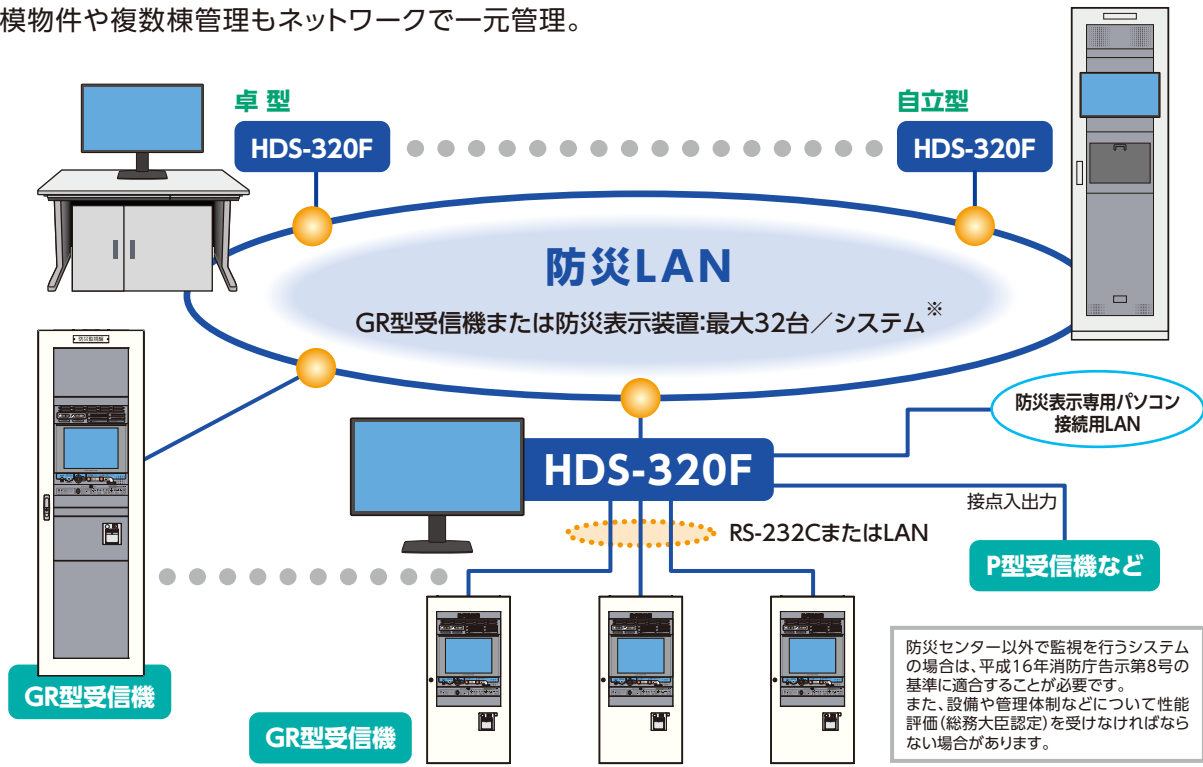 模物件や複数棟管理もネットワークで一元管理。
卓型
HDS-320F
自立型
HDS-320F
防災LAN
GR型受信機または防災表示装置:最大32台／システム※
防災監視盤
防災表示専用パソコン
接続用LAN
HDS-320F
接点入出力
RS-232CまたはLAN
P型受信機など
GR型受信機
GR型受信機
防災センター以外で監視を行うシステム
の場合は、平成16年消防庁告示第8号の
基準に適合することが必要です。
また、設備や管理体制などについて性能
評価(総務大臣認定)を受けなければなら
ない場合があります。